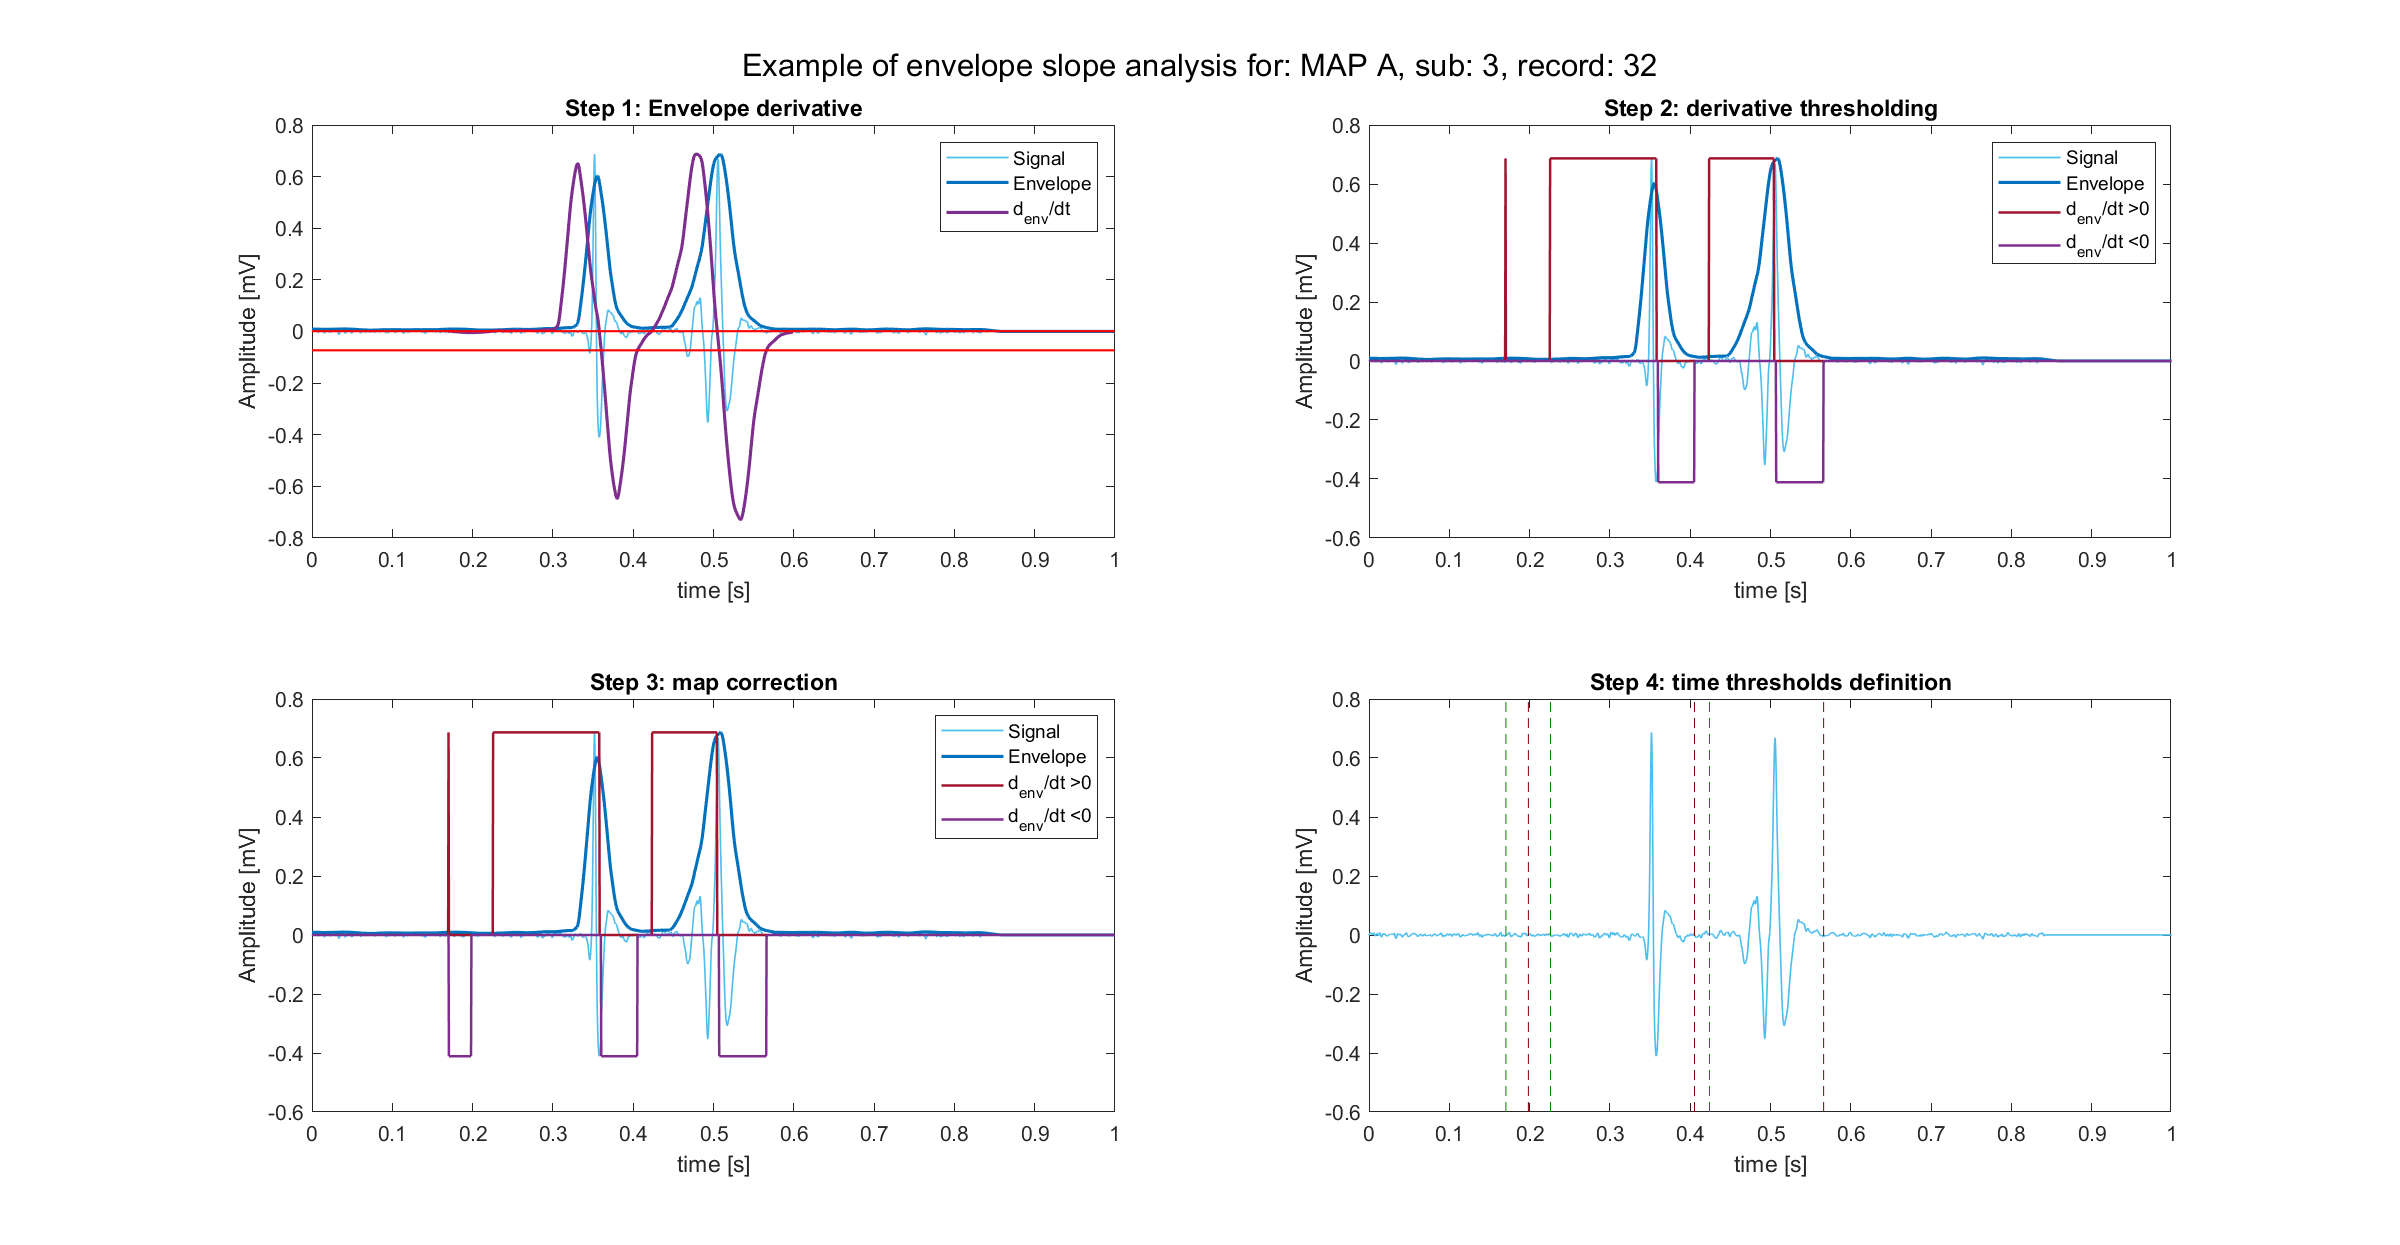 Example of envelope slope analysis for: MAP A, sub: 3, record: 32
Step 1: Envelope derivative
0.8
0.6
0.4
0.2
0
-0.2
-0.4
-0.6
-0.8
Amplitude [mV]
0 0.1 0.2 0.3 0.4 0.5 0.6 0.7 0.8 0.9 1
time [s]
Signal
Envelope
d_env/dt
Step 2: derivative thresholding
0.8
0.6
0.4
0.2
0
-0.2
-0.4
-0.6
Amplitude [mV]
0 0.1 0.2 0.3 0.4 0.5 0.6 0.7 0.8 0.9 1
time [s]
Signal
Envelope
d_env/dt >0
d_env/dt <0
Step 3: map correction
0.8
0.6
0.4
0.2
0
-0.2
-0.4
-0.6
Amplitude [mV]
0 0.1 0.2 0.3 0.4 0.5 0.6 0.7 0.8 0.9 1
time [s]
Signal
Envelope
d_env/dt >0
d_env/dt <0
Step 4: time thresholds definition
0.8
0.6
0.4
0.2
0
-0.2
-0.4
-0.6
Amplitude [mV]
0 0.1 0.2 0.3 0.4 0.5 0.6 0.7 0.8 0.9 1
time [s]